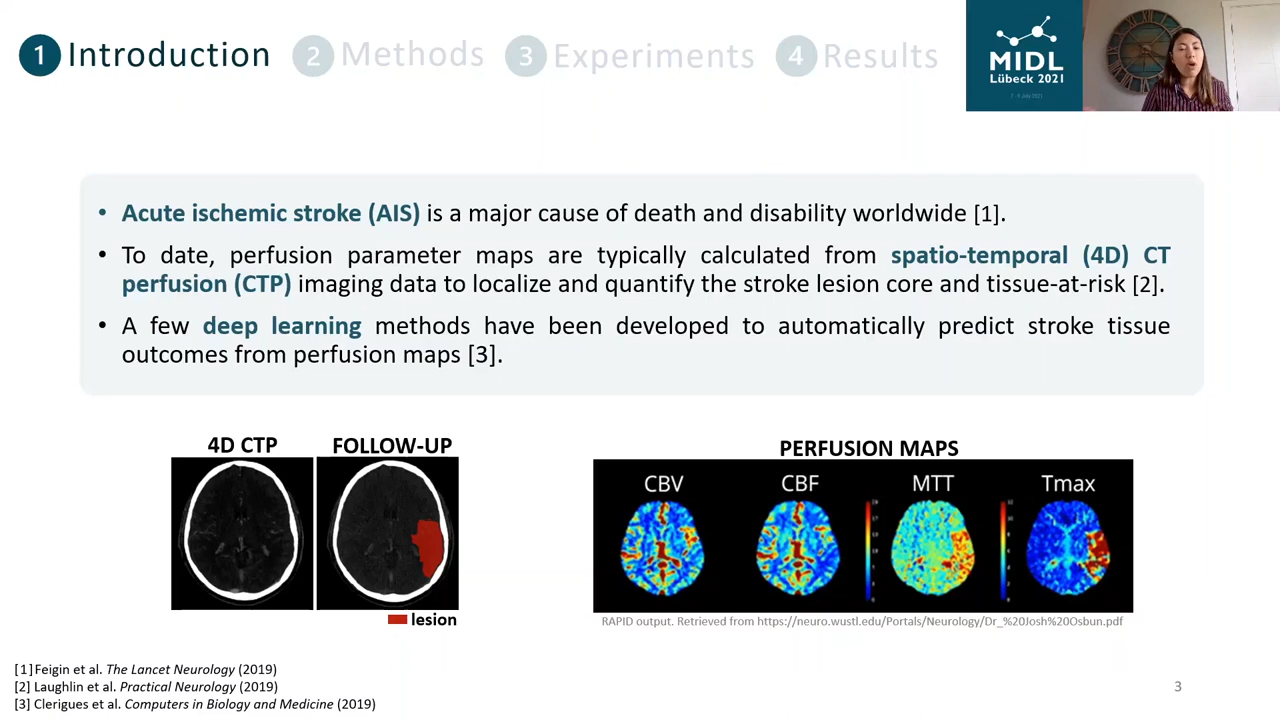 1 Introduction 2 Methods 3 Experiments 4 Results
MIDL
Lübeck 2021
• Acute ischemic stroke (AIS) is a major cause of death and disability worldwide [1].
• To date, perfusion parameter maps are typically calculated from spatio-temporal (4D) CT
perfusion (CTP) imaging data to localize and quantify the stroke lesion core and tissue-at-risk [2].
• A few deep learning methods have been developed to automatically predict stroke tissue
outcomes from perfusion maps [3].
4D CTP FOLLOW-UP
lesion
PERFUSION MAPS
CBV CBF MTT Tmax
RAPID output. Retrieved from https://neuro.wustl.edu/Portals/Neurology/Dr_%20Josh%20Osbun.pdf
[1] Feigin et al. The Lancet Neurology (2019)
[2] Laughlin et al. Practical Neurology (2019)
[3] Clerigues et al. Computers in Biology and Medicine (2019)
3